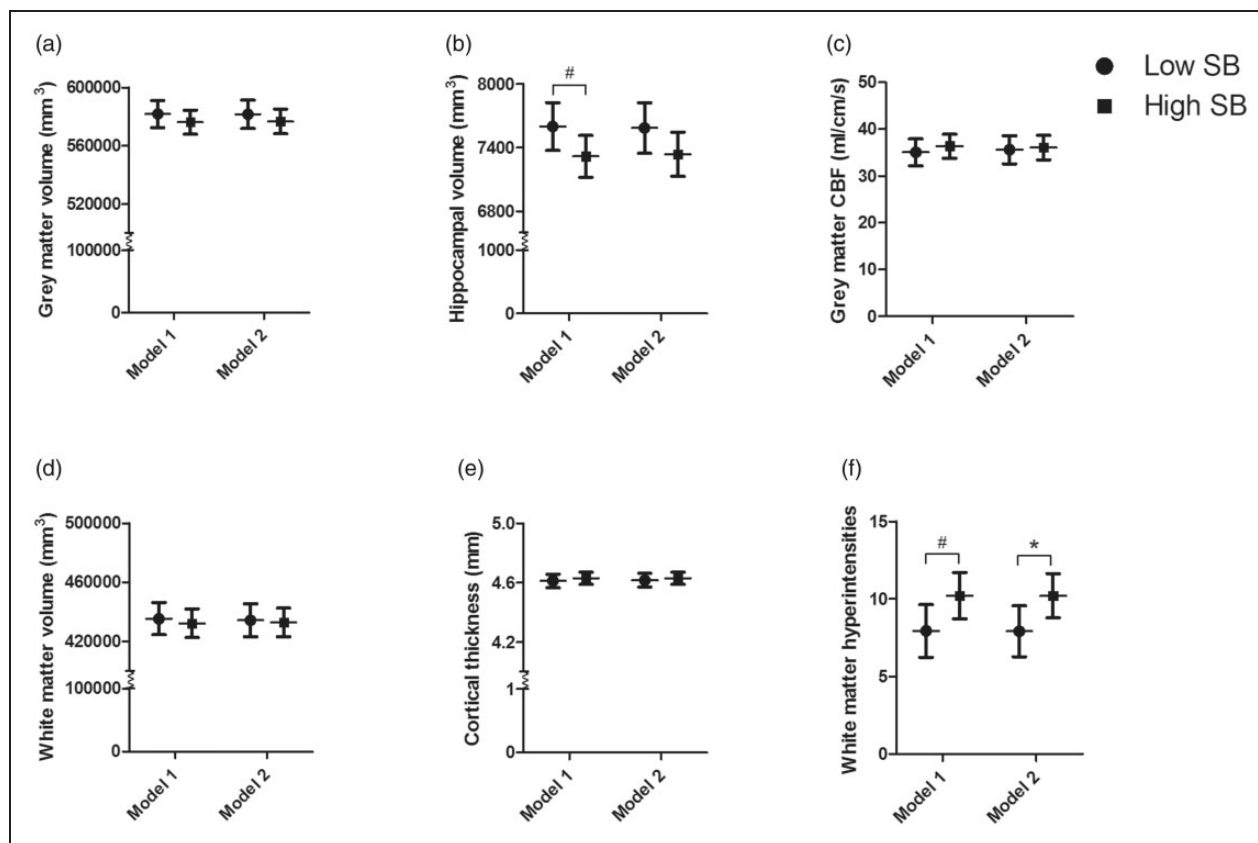 (a)
Grey matter volume (mm³)
600000
560000
520000
100000
0
Model 1
Model 2
(b)
Hippocampal volume (mm³)
8000
7400
6800
1000
0
#
Model 1
Model 2
(c)
Grey matter CBF (ml/cm/s)
50
40
30
20
10
0
Model 1
Model 2
Low SB
High SB
(d)
White matter volume (mm³)
500000
460000
420000
100000
0
Model 1
Model 2
(e)
Cortical thickness (mm)
5.0
4.6
4.2
1
0
Model 1
Model 2
(f)
White matter hyperintensities
15
10
5
0
#
*
Model 1
Model 2